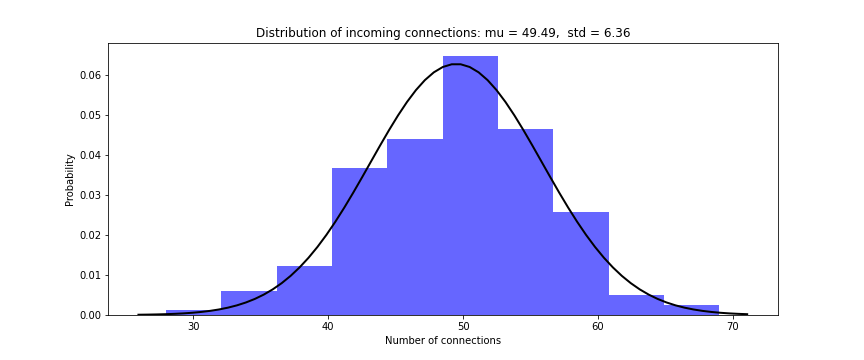 Distribution of incoming connections: mu = 49.49,  std = 6.36
0.06
0.05
0.04
0.03
0.02
0.01
0.00
Probability
30 40 50 60 70
Number of connections